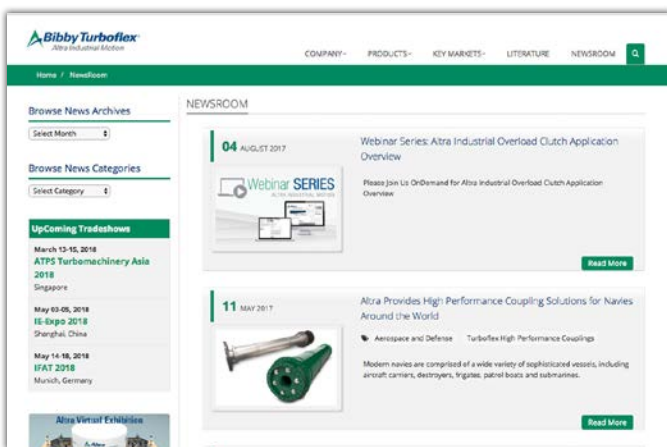 Bibby Turboflex
Altra Industrial Motion
COMPANY PRODUCTS KEY MARKETS LITERATURE NEWSROOM
Home / NewsRoom
Browse News Archives
Select Month
Browse News Categories
Select Category
UpComing Tradeshows
March 13-15, 2018
ATPS Turbomachinery Asia
2018
Singapore
May 03-05, 2018
IE-Expo 2018
Shanghai, China
May 14-18, 2018
IFAT 2018
Munich, Germany
Altra Virtual Exhibition
Altra
NEWSROOM
04 AUGUST 2017
Webinar SERIES
ALTRA INDUSTRIAL MOTION
Webinar Series: Altra Industrial Overload Clutch Application
Overview
Please Join Us OnDemand for Altra Industrial Overload Clutch Application
Overview
Read More
11 MAY 2017
Altra Provides High Performance Coupling Solutions for Navies
Around the World
Aerospace and Defense Turboflex High Performance Couplings
Modern navies are comprised of a wide variety of sophisticated vessels, including
aircraft carriers, destroyers, frigates, patrol boats and submarines.
Read More